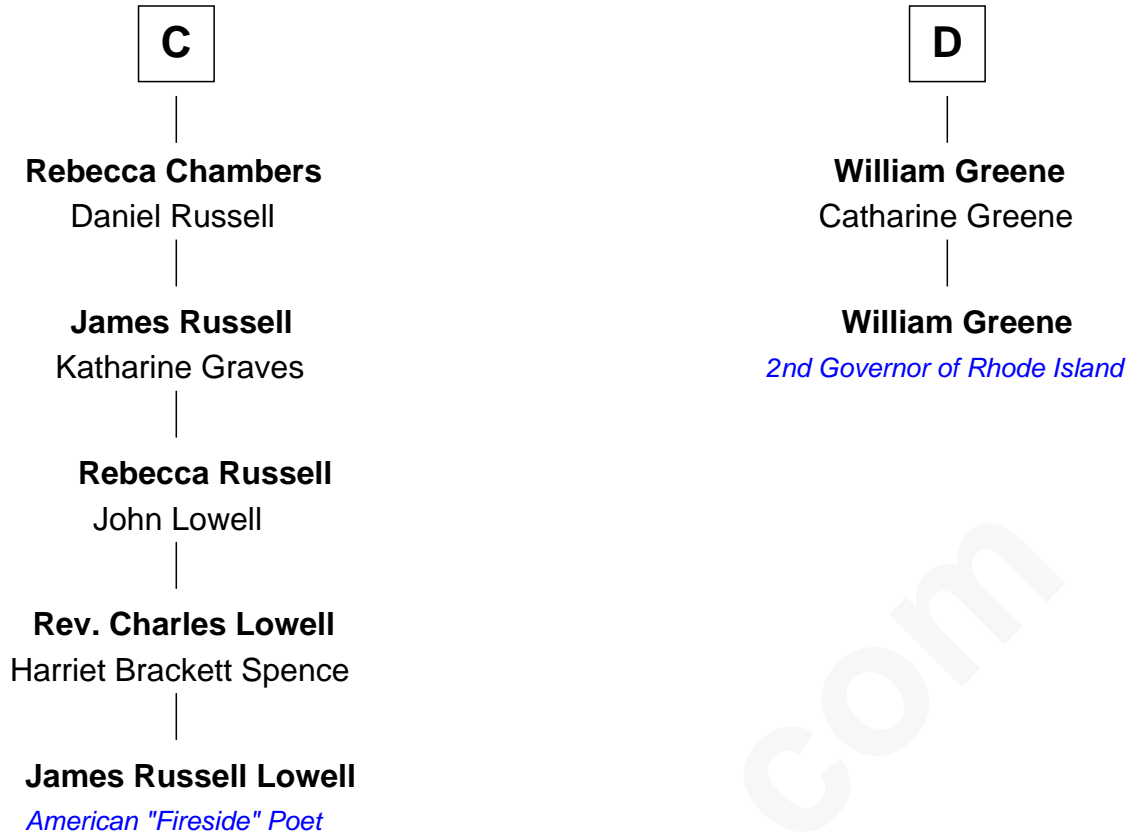 C
Rebecca Chambers
Daniel Russell
James Russell
Katharine Graves
Rebecca Russell
John Lowell
Rev. Charles Lowell
Harriet Brackett Spence
James Russell Lowell
American "Fireside" Poet
D
William Greene
Catharine Greene
William Greene
2nd Governor of Rhode Island
com